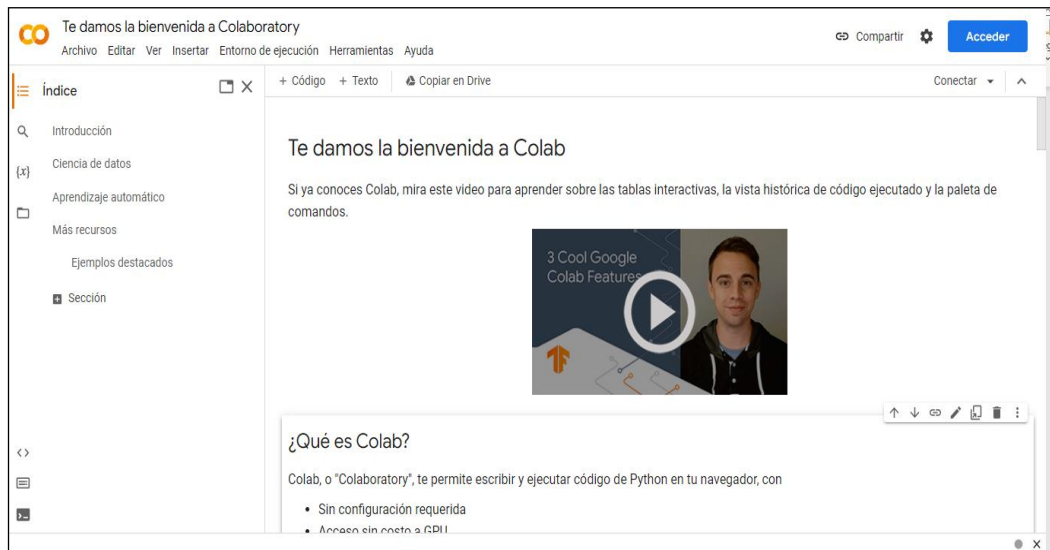 Te damos la bienvenida a Colaboratory
Archivo Editar Ver Insertar Entorno de ejecución Herramientas Ayuda
Compartir
Acceder
Índice
+ Código + Texto Copiar en Drive
Conectar
Introducción
Ciencia de datos
{x}
Aprendizaje automático
Más recursos
Ejemplos destacados
Sección
Te damos la bienvenida a Colab
Si ya conoces Colab, mira este video para aprender sobre las tablas interactivas, la vista histórica de código ejecutado y la paleta de
comandos.
3 Cool Google
Colab Features
¿Qué es Colab?
Colab, o "Colaboratory", te permite escribir y ejecutar código de Python en tu navegador, con
• Sin configuración requerida
• Acceso sin costo a GPU